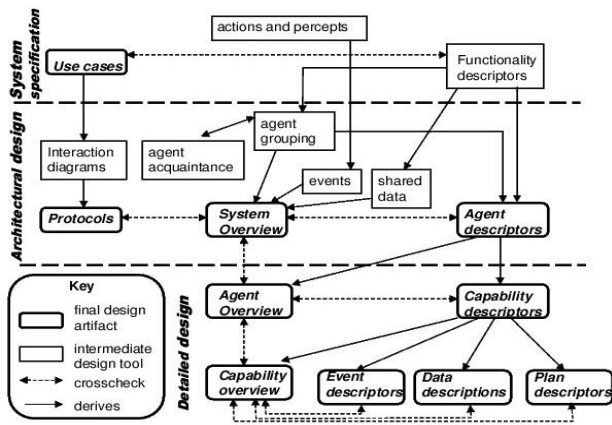 System
specification
actions and percepts
Use cases
Functionality
descriptors
Architectural design
Interaction
diagrams
agent
acquaintance
agent
grouping
events
shared
data
Protocols
System
Overview
Agent
descriptors
Key
final design
artifact
intermediate
design tool
crosscheck
derives
Detailed design
Agent
Overview
Capability
descriptors
Capability
overview
Event
descriptors
Data
descriptions
Plan
descriptors